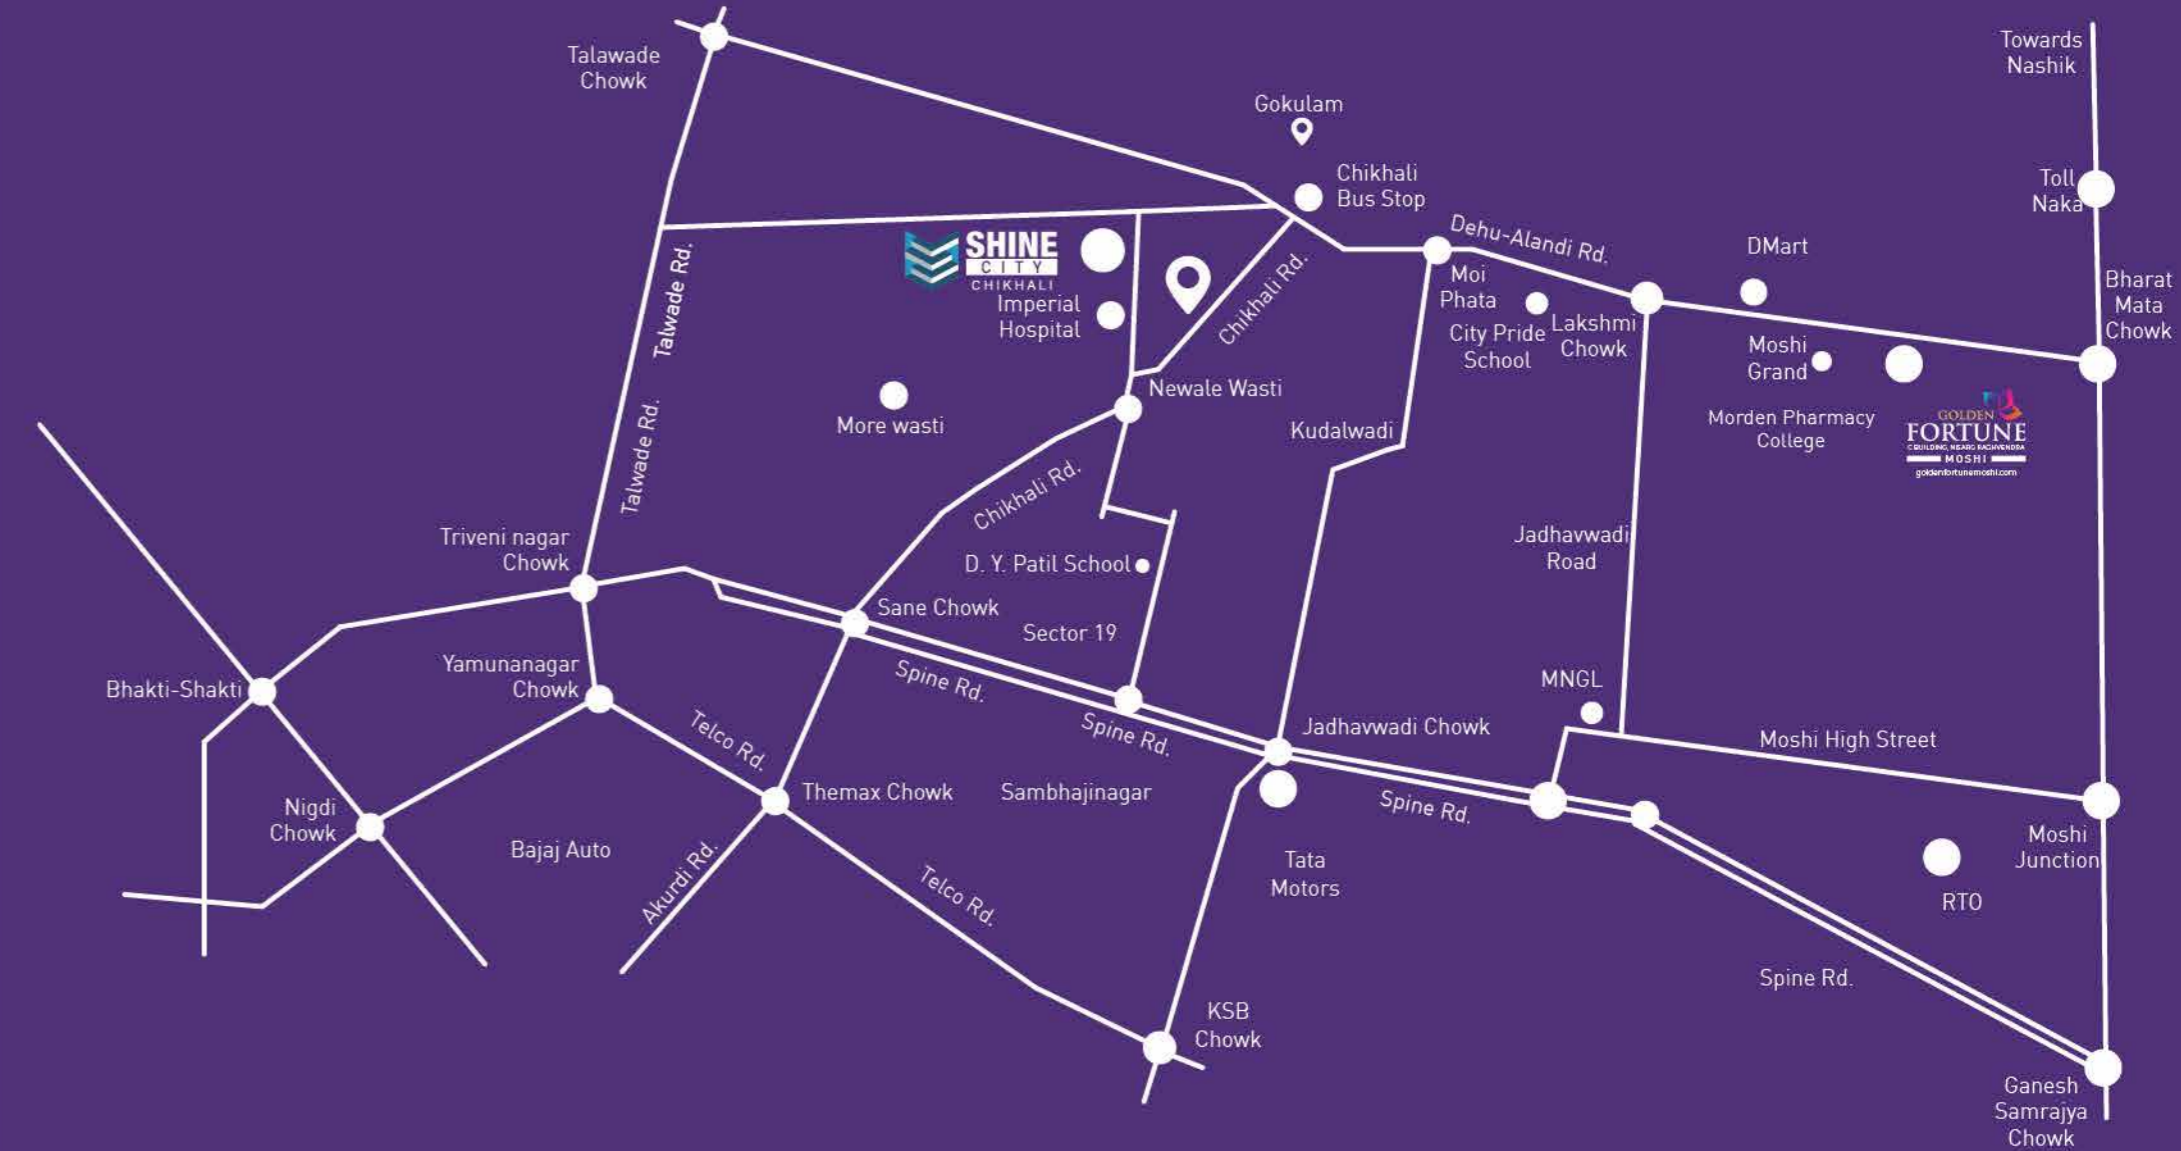 Talawade
Chowk
Towards
Nashik
Gokulam
Chikhali
Bus Stop
Toll
Naka
Dehu-Alandi Rd.
DMart
SHINE
CITY
CHIKHALI
Imperial
Hospital
Talwade Rd.
Chikhali Rd.
Moi
Phata
City Pride
School
Lakshmi
Chowk
Bharat
Mata
Chowk
Moshi
Grand
Newale Wasti
More wasti
Talwade Rd.
Kudalwadi
Morden Pharmacy
College
GOLDEN
FORTUNE
C BUILDING, NEARG RAGHVENDRA
MOSHI
goldenfortunemoshi.com
Chikhali Rd.
Triveni nagar
Chowk
D. Y. Patil School
Jadhavwadi
Road
Sane Chowk
Sector 19
Bhakti-Shakti
Yamunanagar
Chowk
Spine Rd.
MNGL
Telco Rd.
Spine Rd.
Jadhavwadi Chowk
Moshi High Street
Nigdi
Chowk
Themax Chowk
Sambhajinagar
Spine Rd.
Bajaj Auto
Akurdi Rd.
Tata
Motors
Moshi
Junction
Telco Rd.
RTO
Spine Rd.
KSB
Chowk
Ganesh
Samrajya
Chowk